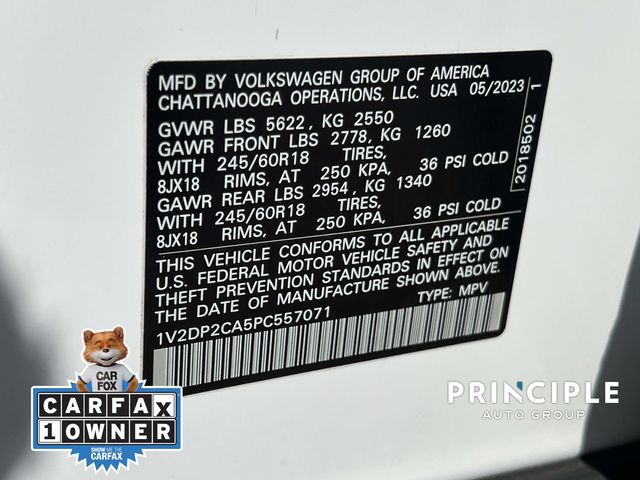 MFD BY VOLKSWAGEN GROUP OF AMERICA
CHATTANOOGA OPERATIONS, LLC. USA 05/2023
GVWR LBS 5622, KG 2550
GAWR FRONT LBS 2778, KG 1260
WITH 245/60R18 TIRES,
8JX18 RIMS, AT 250 KPA, 36 PSI COLD
GAWR REAR LBS 2954, KG 1340
WITH 245/60R18 TIRES,
8JX18 RIMS, AT 250 KPA, 36 PSI COLD
THIS VEHICLE CONFORMS TO ALL APPLICABLE
U.S. FEDERAL MOTOR VEHICLE SAFETY AND
THEFT PREVENTION STANDARDS IN EFFECT ON
THE DATE OF MANUFACTURE SHOWN ABOVE.
1V2DP2CA5PC557071 TYPE: MPV
2018502 1
CAR
FOX
CARFAX
1 OWNER
SHOW ME THE
CARFAX
PRINCIPLE
AUTO GROUP